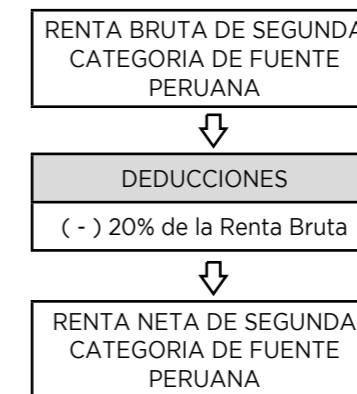 RENTA BRUTA DE SEGUNDA
CATEGORIA DE FUENTE
PERUANA
DEDUCCIONES
( - ) 20% de la Renta Bruta
RENTA NETA DE SEGUNDA
CATEGORIA DE FUENTE
PERUANA